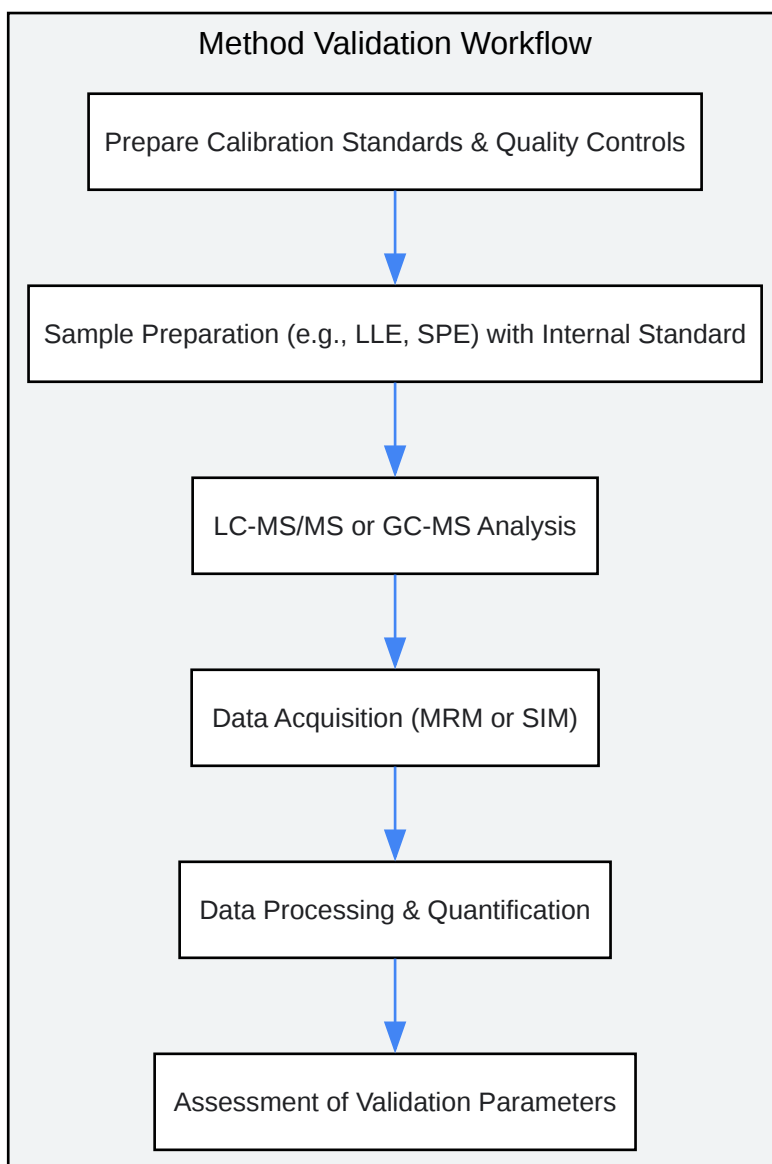 Method Validation Workflow
Prepare Calibration Standards & Quality Controls
Sample Preparation (e.g., LLE, SPE) with Internal Standard
LC-MS/MS or GC-MS Analysis
Data Acquisition (MRM or SIM)
Data Processing & Quantification
Assessment of Validation Parameters